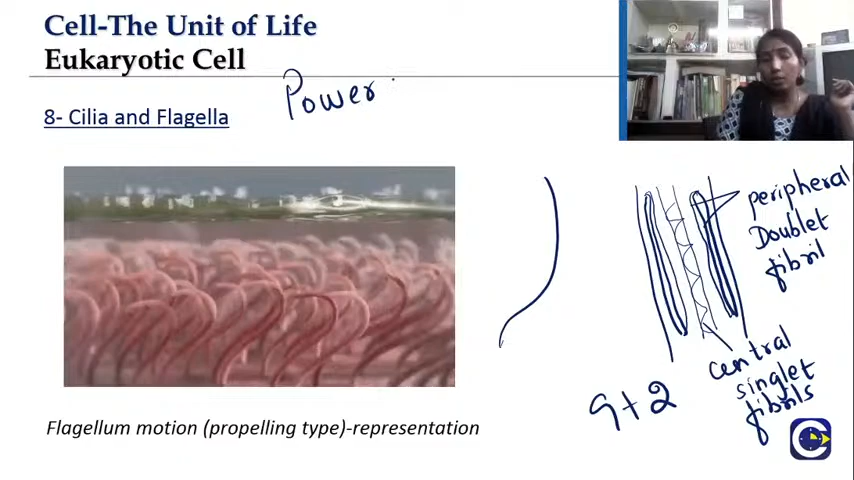 Cell-The Unit of Life
Eukaryotic Cell
8- Cilia and Flagella
Power
peripheral
Doublet
fibril
central
singlet
fibrils
9+2
Flagellum motion (propelling type)-representation